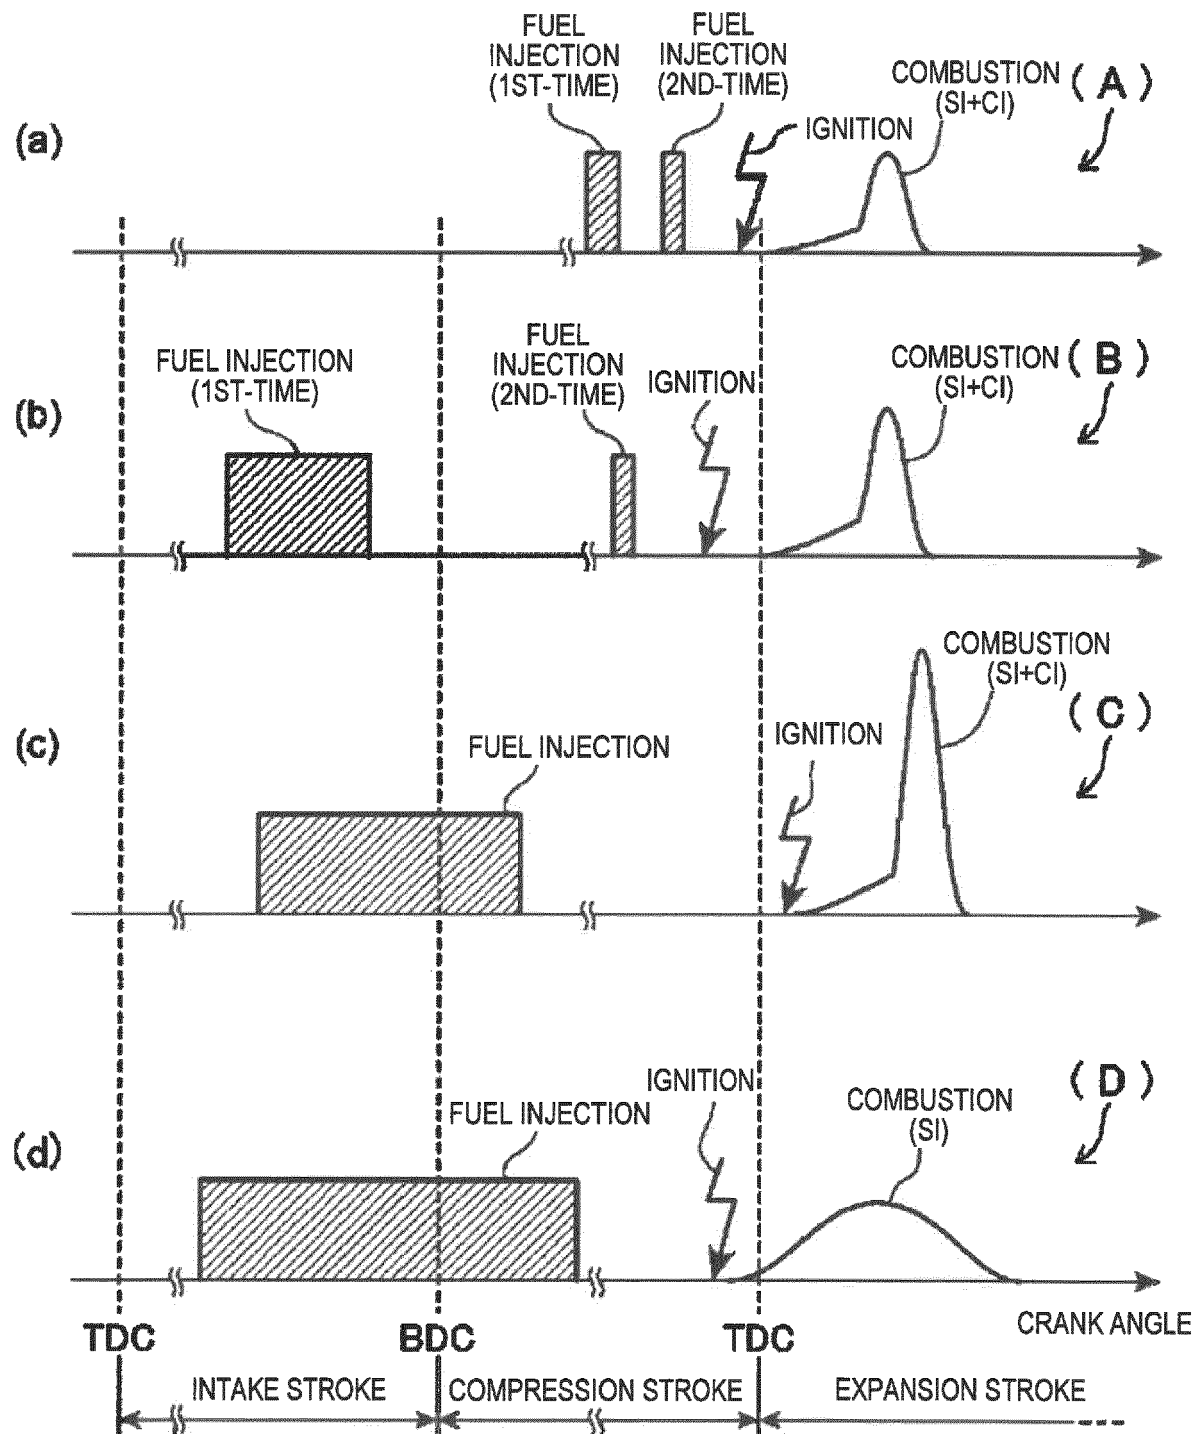 FUEL
INJECTION
(1ST-TIME)
FUEL
INJECTION
(2ND-TIME)
COMBUSTION
(SI+CI)
(A)
IGNITION
(a)
FUEL INJECTION
(1ST-TIME)
FUEL
INJECTION
(2ND-TIME)
IGNITION
COMBUSTION
(SI+CI)
(B)
(b)
COMBUSTION
(SI+CI)
(C)
IGNITION
FUEL INJECTION
(c)
IGNITION
COMBUSTION
(SI)
(D)
FUEL INJECTION
(d)
TDC
BDC
TDC
CRANK ANGLE
INTAKE STROKE
COMPRESSION STROKE
EXPANSION STROKE